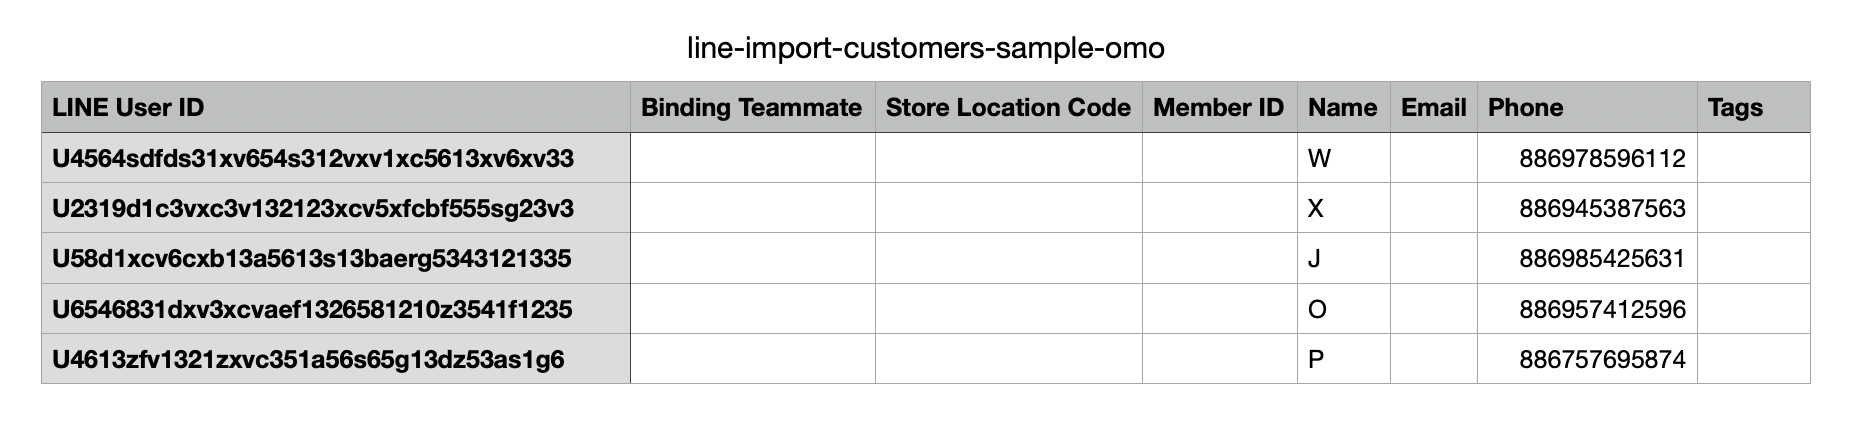 line-import-customers-sample-omo
LINE User ID Binding Teammate Store Location Code Member ID Name Email Phone Tags
U4564sdfds31xv654s312vxv1xc5613xv6xv33 W 886978596112
U2319d1c3vxc3v132123xcv5xfcbf555sg23v3 X 886945387563
U58d1xcv6cxb13a5613s13baerg5343121335 J 886985425631
U6546831dxv3xcvaef1326581210z3541f1235 O 886957412596
U4613zfv1321zxvc351a56s65g13dz53as1g6 P 886757695874